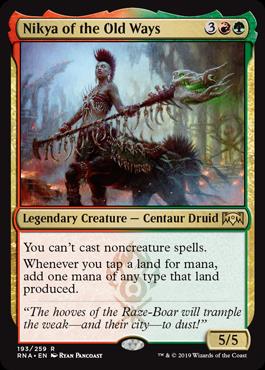 Nikya of the Old Ways 3
Legendary Creature — Centaur Druid
You can't cast noncreature spells.
Whenever you tap a land for mana,
add one mana of any type that land
produced.
"The hooves of the Raze-Boar will trample
the weak—and their city—to dust!"
5/5
193/259 R
RNA • EN Ryan Pancoast
™ & © 2019 Wizards of the Coast